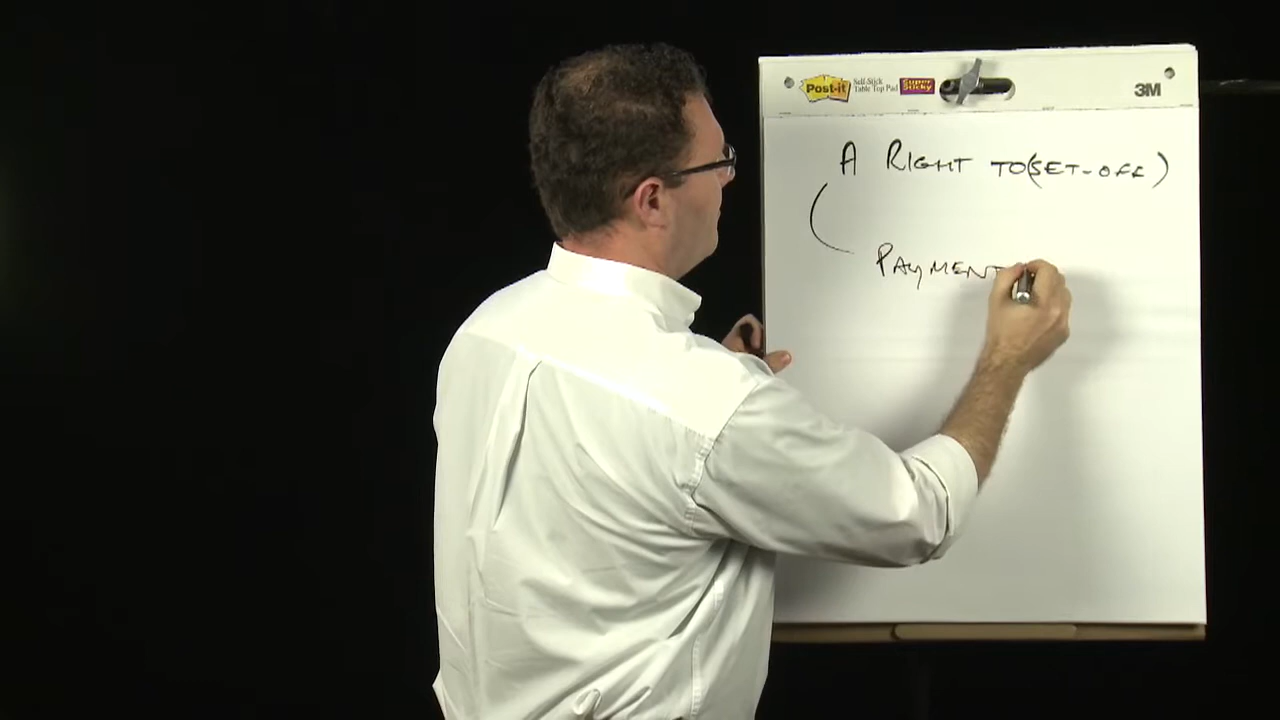 Post-it
Self-Stick
Table Top Pad
Super
Sticky
3M
A RIGHT TO (SET-OFF)
PAYMENT